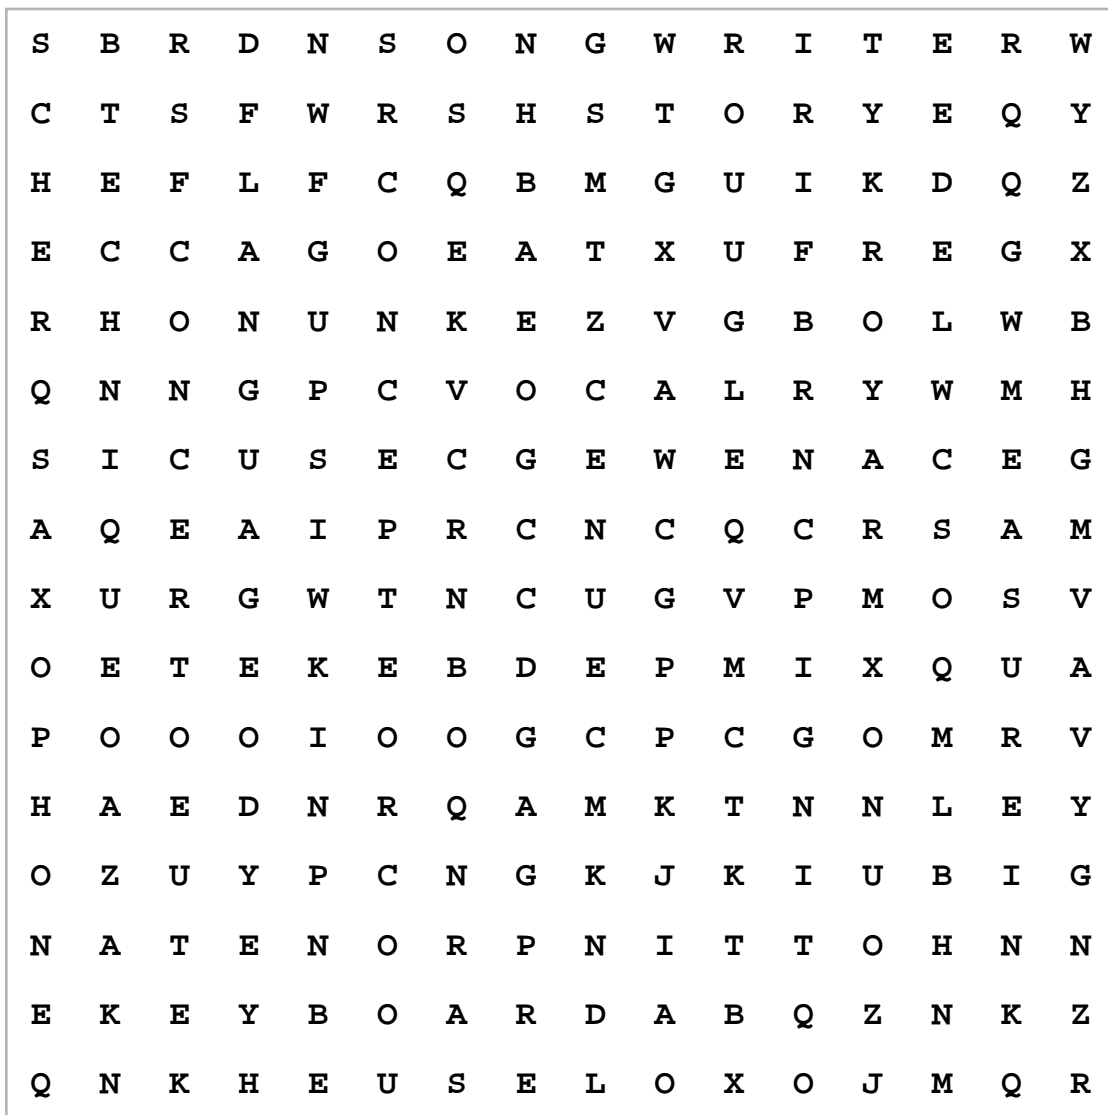 S B R D N S O N G W R I T E R W
C T S F W R S H S T O R Y E Q Y
H E F L F C Q B M G U I K D Q Z
E C C A G O E A T X U F R E G X
R H O N U N K E Z V G B O L W B
Q N N G P C V O C A L R Y W M H
S I C U S E C G E W E N A C E G
A Q E A I P R C N C Q C R S A M
X U R G W T N C U G V P M O S V
O E T E K E B D E P M I X Q U A
P O O O I O O G C P C G O M R V
H A E D N R Q A M K T N N L E Y
O Z U Y P C N G K J K I U B I G
N A T E N O R P N I T T O H N N
E K E Y B O A R D A B Q Z N K Z
Q N K H E U S E L O X O J M Q R